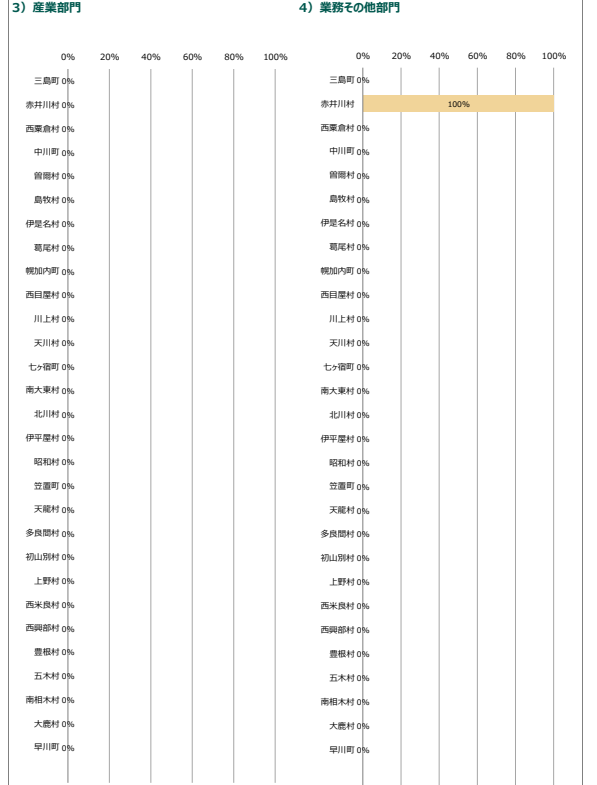 3）産業部門
0% 20% 40% 60% 80% 100%
三島町 0%
赤井川村 0%
西粟倉村 0%
中川町 0%
曽爾村 0%
島牧村 0%
伊是名村 0%
葛尾村 0%
幌加内町 0%
西目屋村 0%
川上村 0%
天川村 0%
七ヶ宿町 0%
南大東村 0%
北川村 0%
伊平屋村 0%
昭和村 0%
笠置町 0%
天龍村 0%
多良間村 0%
初山別村 0%
上野村 0%
西米良村 0%
西興部村 0%
豊根村 0%
五木村 0%
南相木村 0%
大鹿村 0%
早川町 0%
4）業務その他部門
0% 20% 40% 60% 80% 100%
三島町 0%
赤井川村 100%
西粟倉村 0%
中川町 0%
曽爾村 0%
島牧村 0%
伊是名村 0%
葛尾村 0%
幌加内町 0%
西目屋村 0%
川上村 0%
天川村 0%
七ヶ宿町 0%
南大東村 0%
北川村 0%
伊平屋村 0%
昭和村 0%
笠置町 0%
天龍村 0%
多良間村 0%
初山別村 0%
上野村 0%
西米良村 0%
西興部村 0%
豊根村 0%
五木村 0%
南相木村 0%
大鹿村 0%
早川町 0%